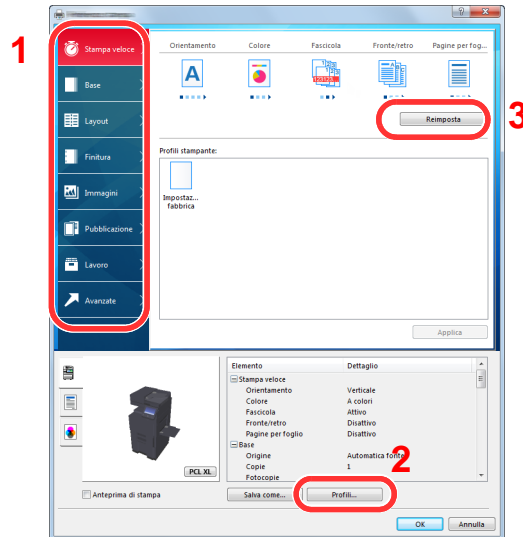 1
Stampa veloce
Base
Layout
Finitura
Immagini
Pubblicazione
Lavoro
Avanzate
Orientamento Colore Fascicola Fronte/retro Pagine per fog...
A
Reimposta
3
Profili stampante:
Impostaz...
fabbrica
Applica
PCL XL
Anteprima di stampa
Elemento Dettaglio
Stampa veloce
Orientamento Verticale
Colore A colori
Fascicola Attivo
Fronte/retro Disattivo
Pagine per foglio Disattivo
Base
Origine Automatica fonte
Copie 1
Fotocopie
2
Salva come... Profili...
OK Annulla